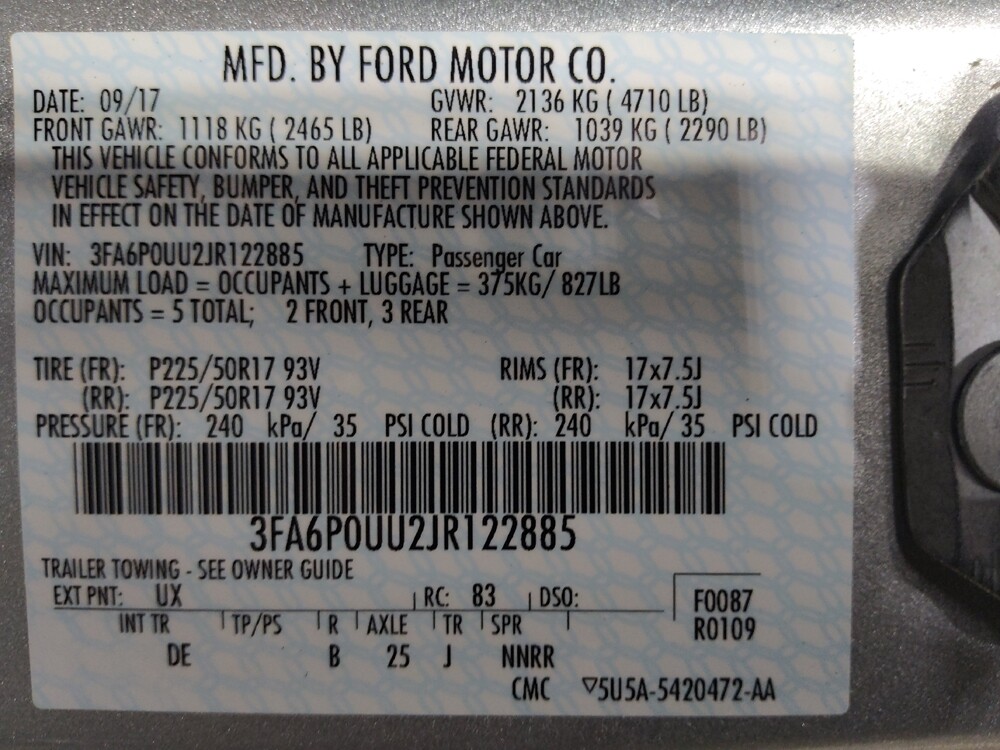 MFD. BY FORD MOTOR CO.
DATE: 09/17 GVWR: 2136 KG ( 4710 LB)
FRONT GAWR: 1118 KG ( 2465 LB) REAR GAWR: 1039 KG ( 2290 LB)
THIS VEHICLE CONFORMS TO ALL APPLICABLE FEDERAL MOTOR
VEHICLE SAFETY, BUMPER, AND THEFT PREVENTION STANDARDS
IN EFFECT ON THE DATE OF MANUFACTURE SHOWN ABOVE.
VIN: 3FA6P0UU2JR122885 TYPE: Passenger Car
MAXIMUM LOAD = OCCUPANTS + LUGGAGE = 375KG/ 827LB
OCCUPANTS = 5 TOTAL; 2 FRONT, 3 REAR
TIRE (FR): P225/50R17 93V RIMS (FR): 17x7.5J
(RR): P225/50R17 93V (RR): 17x7.5J
PRESSURE (FR): 240 kPa/ 35 PSI COLD (RR): 240 kPa/ 35 PSI COLD
3FA6P0UU2JR122885
TRAILER TOWING - SEE OWNER GUIDE
EXT PNT: UX RC: 83 DSO: F0087
INT TR TP/PS R AXLE TR SPR R0109
DE B 25 J NNRR
CMC ▽5U5A-5420472-AA